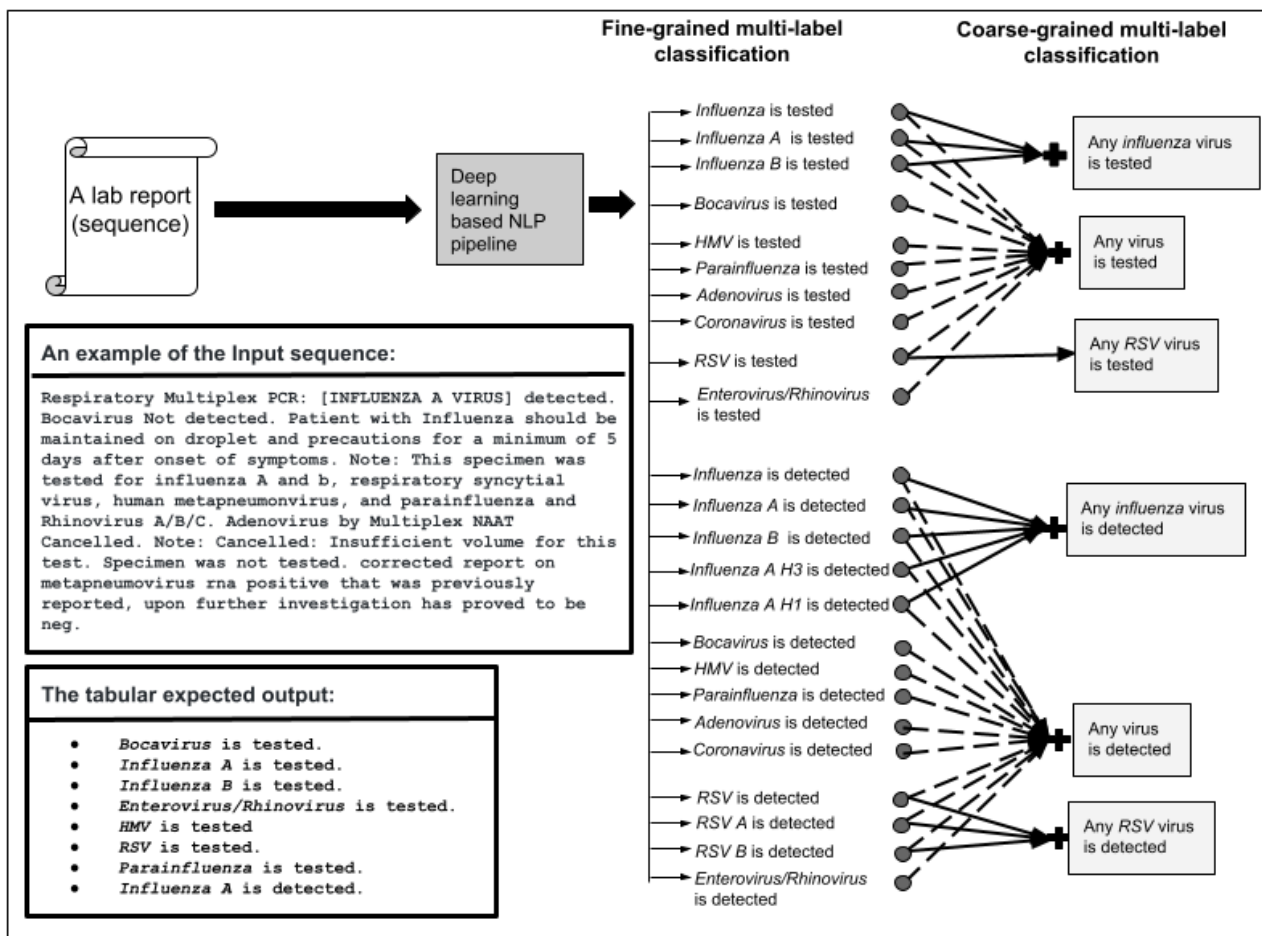 Fine-grained multi-label
classification
Coarse-grained multi-label
classification
A lab report
(sequence)
Deep
learning
based NLP
pipeline
Influenza is tested
Influenza A is tested
Influenza B is tested
Bocavirus is tested
HMV is tested
Parainfluenza is tested
Adenovirus is tested
Coronavirus is tested
RSV is tested
Enterovirus/Rhinovirus
is tested
Any influenza virus
is tested
Any virus
is tested
Any RSV virus
is tested
An example of the Input sequence:
Respiratory Multiplex PCR: [INFLUENZA A VIRUS] detected.
Bocavirus Not detected. Patient with Influenza should be
maintained on droplet and precautions for a minimum of 5
days after onset of symptoms. Note: This specimen was
tested for influenza A and b, respiratory syncytial
virus, human metapneumonvirus, and parainfluenza and
Rhinovirus A/B/C. Adenovirus by Multiplex NAAT
Cancelled. Note: Cancelled: Insufficient volume for this
test. Specimen was not tested. corrected report on
metapneumovirus rna positive that was previously
reported, upon further investigation has proved to be
neg.
The tabular expected output:
● Bocavirus is tested.
● Influenza A is tested.
● Influenza B is tested.
● Enterovirus/Rhinovirus is tested.
● HMV is tested
● RSV is tested.
● Parainfluenza is tested.
● Influenza A is detected.
Influenza is detected
Influenza A is detected
Influenza B is detected
Influenza A H3 is detected
Influenza A H1 is detected
Bocavirus is detected
HMV is detected
Parainfluenza is detected
Adenovirus is detected
Coronavirus is detected
RSV is detected
RSV A is detected
RSV B is detected
Enterovirus/Rhinovirus
is detected
Any influenza virus
is detected
Any virus
is detected
Any RSV virus
is detected